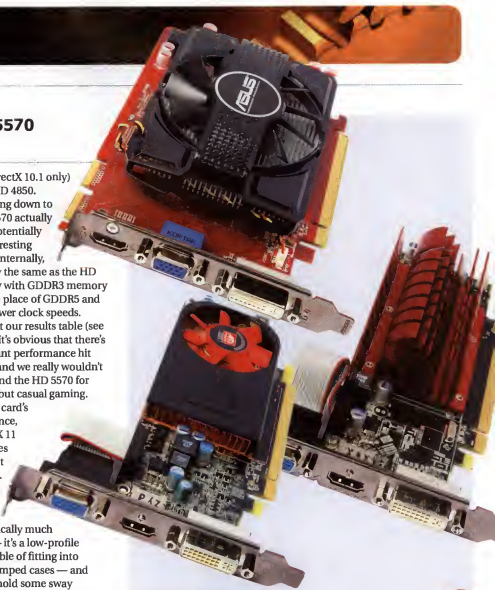 5570
rectX 10.1 only)
D 4850.
ng down to
70 actually
otentially
resting
nternally,
y the same as the HD
y with GDDR3 memory
place of GDDR5 and
wer clock speeds.
t our results table (see
it's obvious that there's
ant performance hit
and we really wouldn't
nd the HD 5570 for
but casual gaming.
card's
nce,
X 11
es
t
.
ically much
it's a low-profile
ble of fitting into
mped cases — and
hold some sway
ASUS